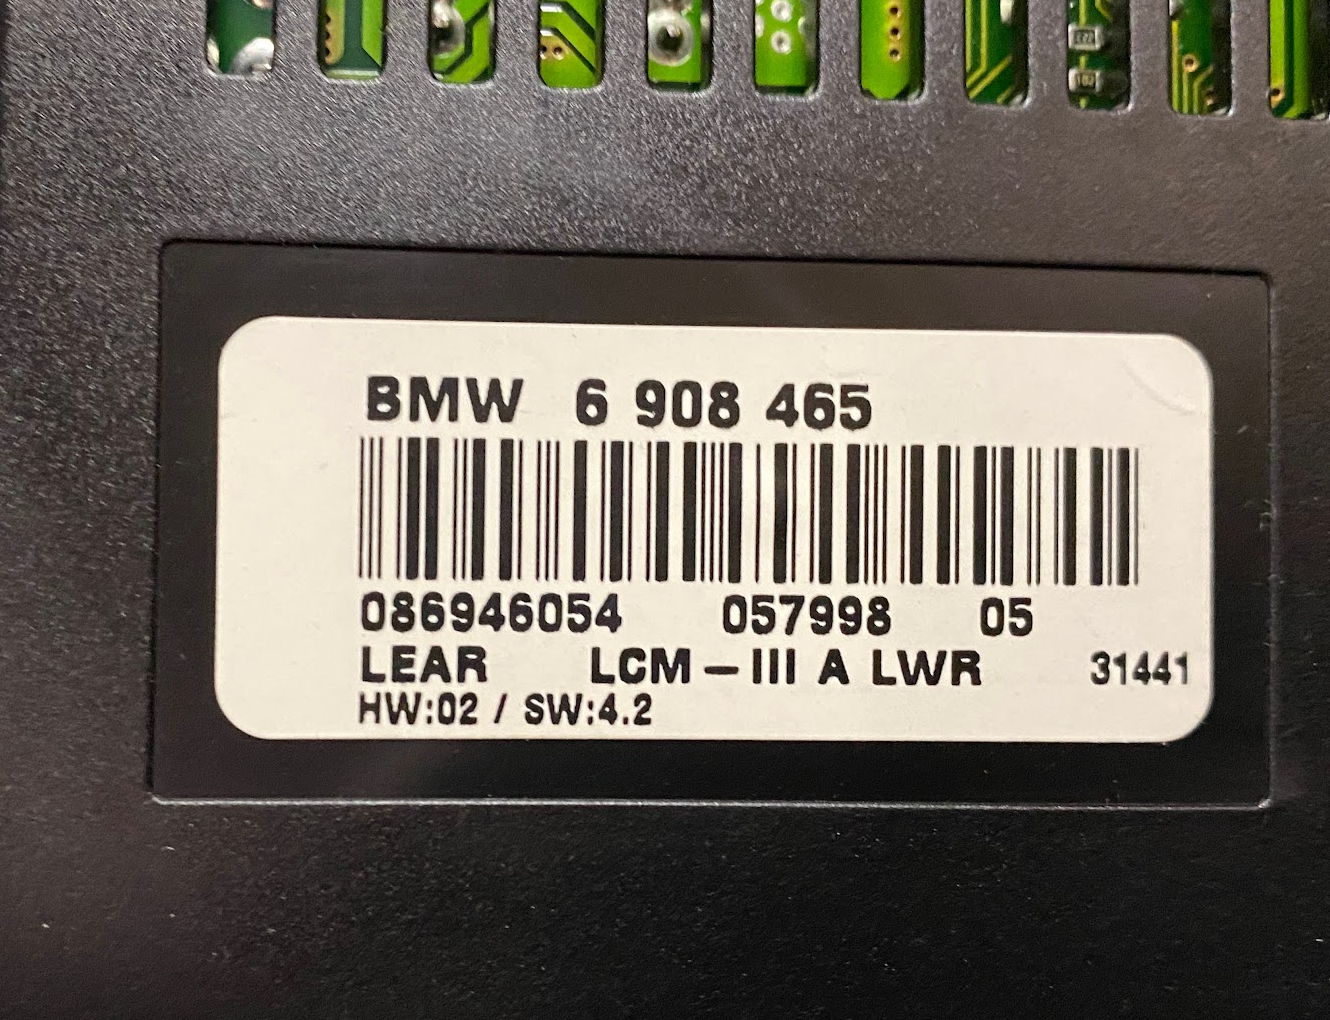 BMW 6 908 465
086946054 057998 05
LEAR LCM – III A LWR 31441
HW:02 / SW:4.2